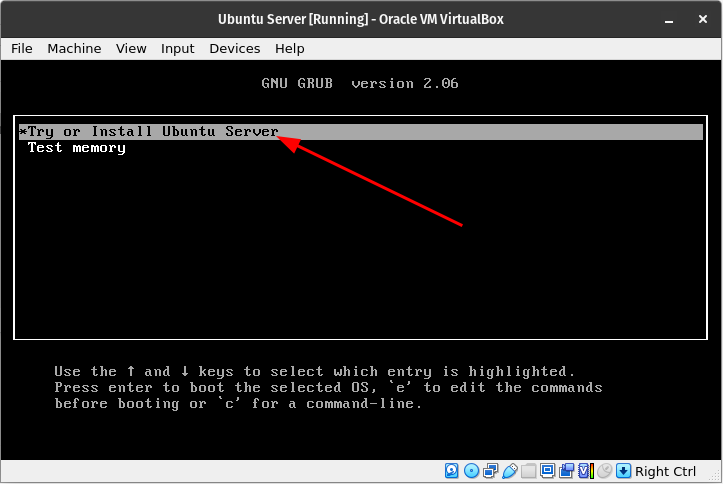 Ubuntu Server [Running] - Oracle VM VirtualBox
File Machine View Input Devices Help
GNU GRUB version 2.06
*Try or Install Ubuntu Server
Test memory
Use the ↑ and ↓ keys to select which entry is highlighted.
Press enter to boot the selected OS, `e' to edit the commands
before booting or `c' for a command-line.
Right Ctrl